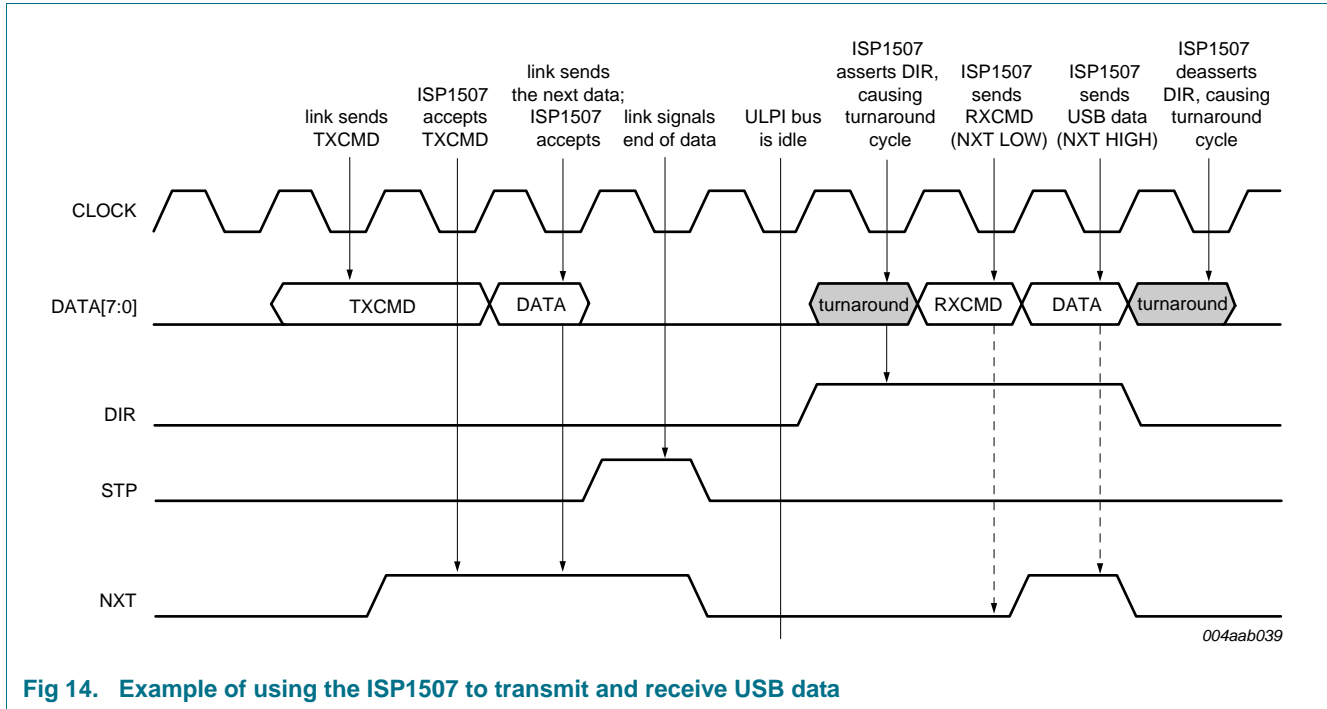 link sends
TXCMD
ISP1507
accepts
TXCMD
link sends
the next data;
ISP1507
accepts
link signals
end of data
ULPI bus
is idle
ISP1507
asserts DIR,
causing
turnaround
cycle
ISP1507
sends
RXCMD
(NXT LOW)
ISP1507
sends
USB data
(NXT HIGH)
ISP1507
deasserts
DIR, causing
turnaround
cycle
CLOCK
DATA[7:0]
TXCMD
DATA
turnaround
RXCMD
DATA
turnaround
DIR
STP
NXT
004aab039
Fig 14. Example of using the ISP1507 to transmit and receive USB data